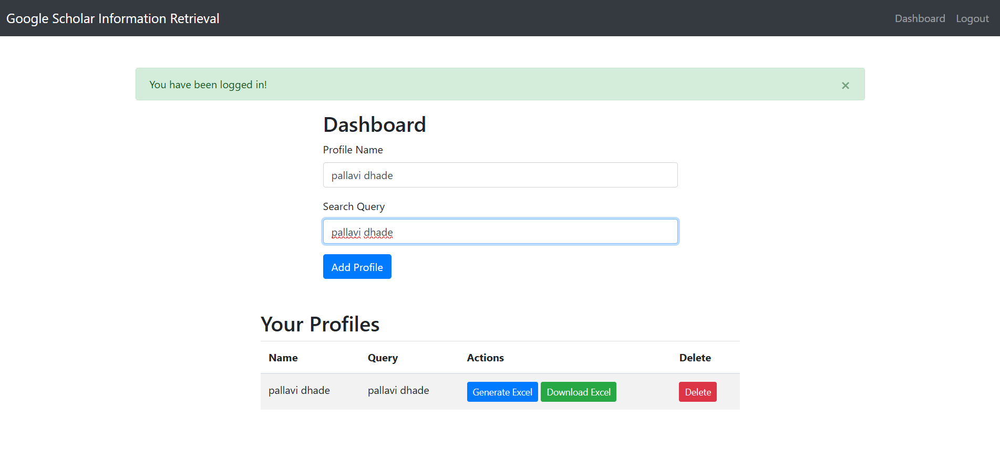 Google Scholar Information Retrieval Dashboard Logout
You have been logged in! ×
Dashboard
Profile Name
pallavi dhade
Search Query
pallavi dhade
Add Profile
Your Profiles
Name Query Actions Delete
pallavi dhade pallavi dhade Generate Excel Download Excel Delete